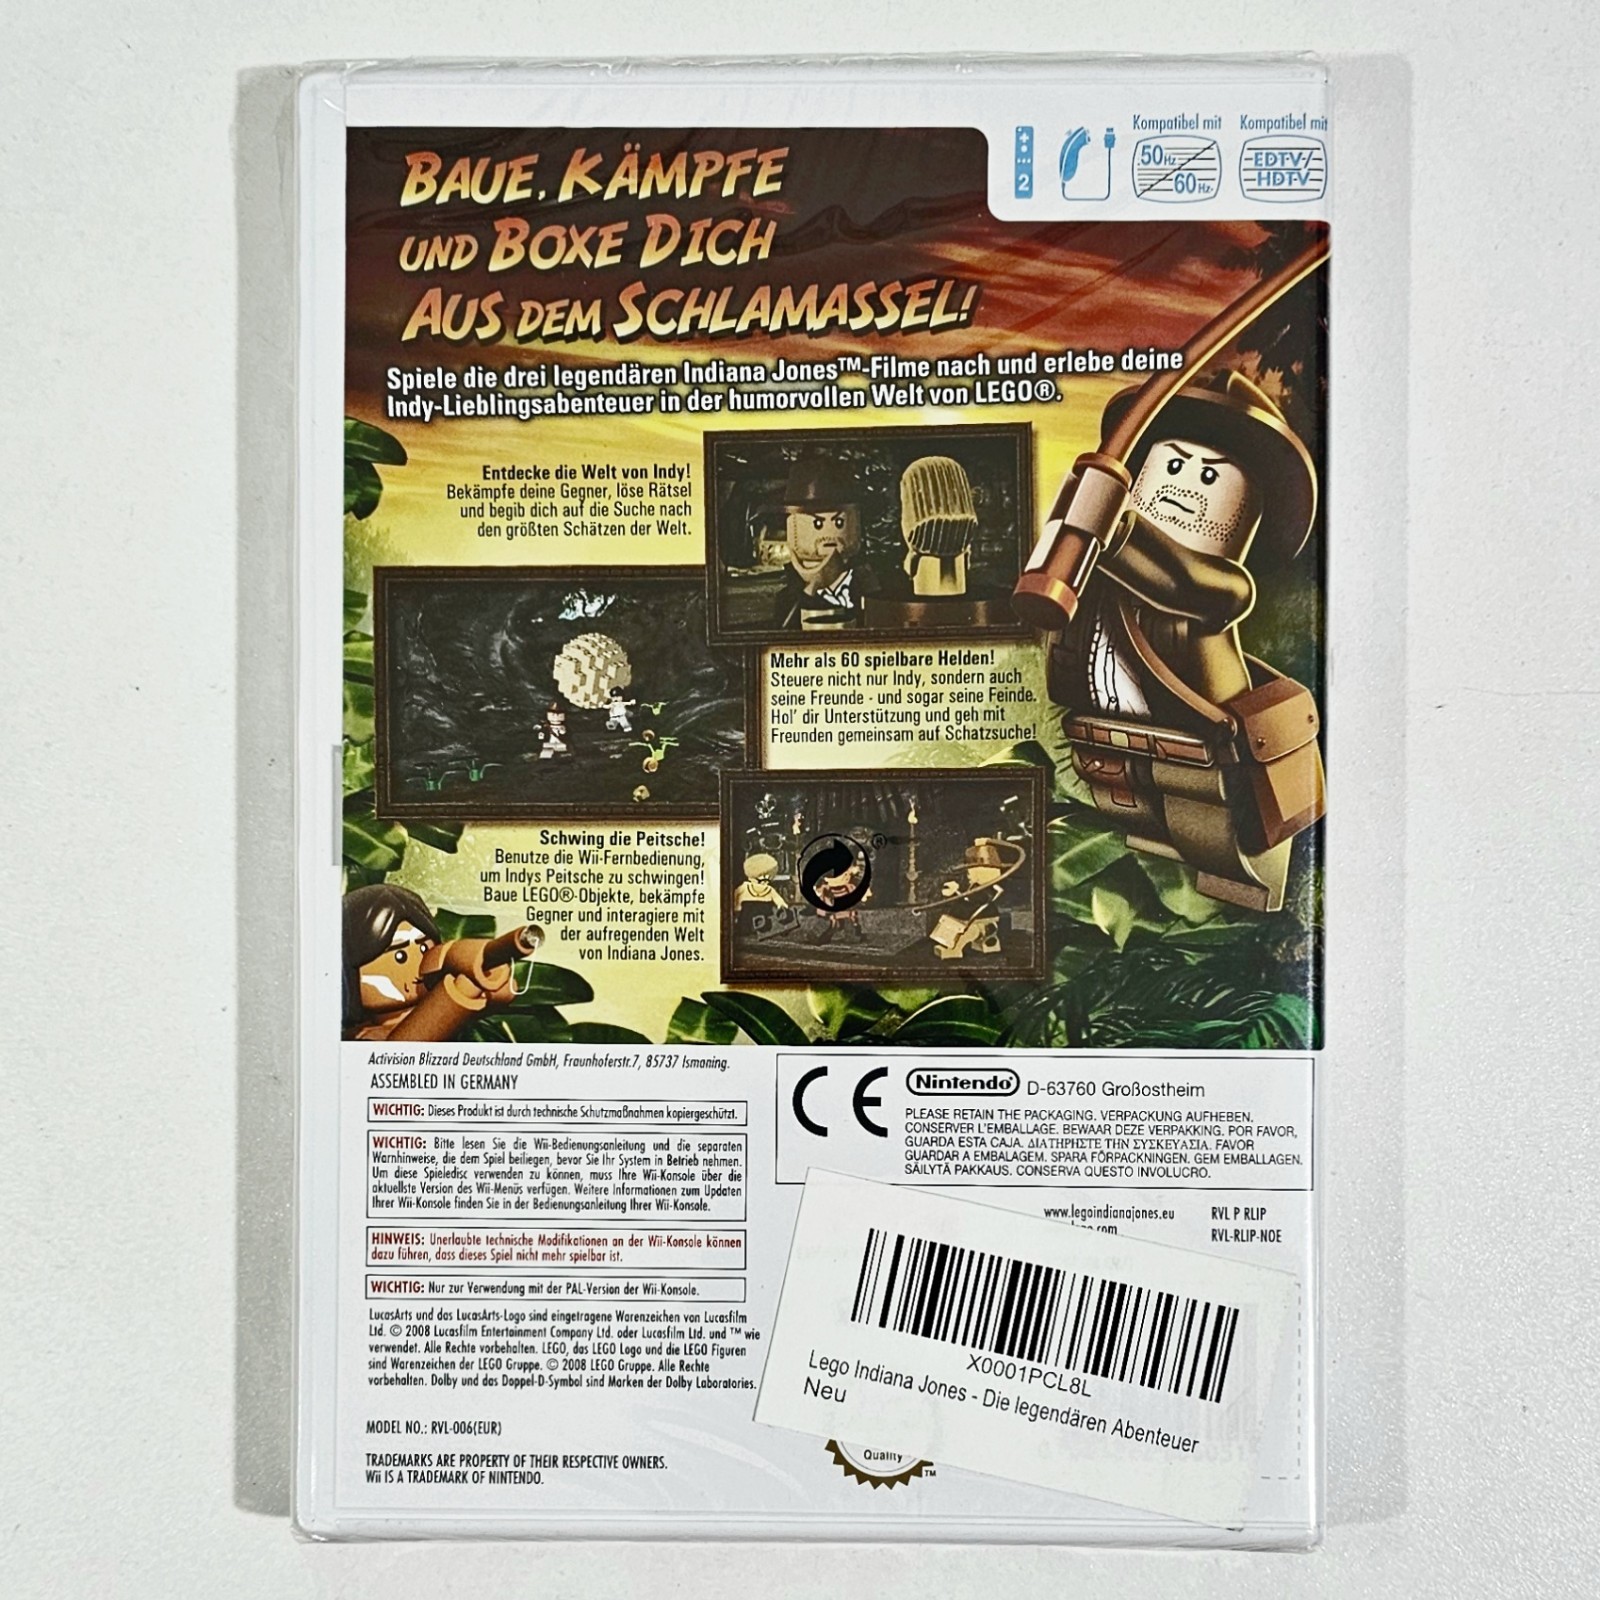 BAUE, KÄMPFE
UND BOXE DICH
AUS DEM SCHLAMASSEL!
Spiele die drei legendären Indiana Jones™-Filme nach und erlebe deine
Indy-Lieblingsabenteuer in der humorvollen Welt von LEGO®.
2
Kompatibel mit
50Hz
60Hz
Kompatibel mit
EDTV/
HDTV
Entdecke die Welt von Indy!
Bekämpfe deine Gegner, löse Rätsel
und begib dich auf die Suche nach
den größten Schätzen der Welt.
Mehr als 60 spielbare Helden!
Steuere nicht nur Indy, sondern auch
seine Freunde - und sogar seine Feinde.
Hol' dir Unterstützung und geh mit
Freunden gemeinsam auf Schatzsuche!
Schwing die Peitsche!
Benutze die Wii-Fernbedienung,
um Indys Peitsche zu schwingen!
Baue LEGO®-Objekte, bekämpfe
Gegner und interagiere mit
der aufregenden Welt
von Indiana Jones.
®
Activision Blizzard Deutschland GmbH, Fraunhoferstr.7, 85737 Ismaning.
ASSEMBLED IN GERMANY
WICHTIG: Dieses Produkt ist durch technische Schutzmaßnahmen kopiergeschützt.
WICHTIG: Bitte lesen Sie die Wii-Bedienungsanleitung und die separaten
Warnhinweise, die dem Spiel beiliegen, bevor Sie Ihr System in Betrieb nehmen.
Um diese Spieledisc verwenden zu können, muss Ihre Wii-Konsole über die
aktuellste Version des Wii-Menüs verfügen. Weitere Informationen zum Updaten
Ihrer Wii-Konsole finden Sie in der Bedienungsanleitung Ihrer Wii-Konsole.
HINWEIS: Unerlaubte technische Modifikationen an der Wii-Konsole können
dazu führen, dass dieses Spiel nicht mehr spielbar ist.
WICHTIG: Nur zur Verwendung mit der PAL-Version der Wii-Konsole.
LucasArts und das LucasArts-Logo sind eingetragene Warenzeichen von Lucasfilm
Ltd. © 2008 Lucasfilm Entertainment Company Ltd. oder Lucasfilm Ltd. und ™ wie
verwendet. Alle Rechte vorbehalten. LEGO, das LEGO Logo und die LEGO Figuren
sind Warenzeichen der LEGO Gruppe. © 2008 LEGO Gruppe. Alle Rechte
vorbehalten. Dolby und das Doppel-D-Symbol sind Marken der Dolby Laboratories.
MODEL NO.: RVL-006(EUR)
TRADEMARKS ARE PROPERTY OF THEIR RESPECTIVE OWNERS.
Wii IS A TRADEMARK OF NINTENDO.
CE
Nintendo® D-63760 Großostheim
PLEASE RETAIN THE PACKAGING. VERPACKUNG AUFHEBEN.
CONSERVER L'EMBALLAGE. BEWAAR DEZE VERPAKKING. POR FAVOR,
GUARDA ESTA CAJA. ΔΙΑΤΗΡΗΣΤΕ ΤΗΝ ΣΥΣΚΕΥΑΣΙΑ. FAVOR
GUARDAR A EMBALAGEM. SPARA FÖRPACKNINGEN. GEM EMBALLAGEN.
SÄILYTÄ PAKKAUS. CONSERVA QUESTO INVOLUCRO.
www.legoindianajones.eu
.com
RVL P RLIP
RVL-RLIP-NOE
X0001PCL8L
Lego Indiana Jones - Die legendären Abenteuer
Neu
Quality
™